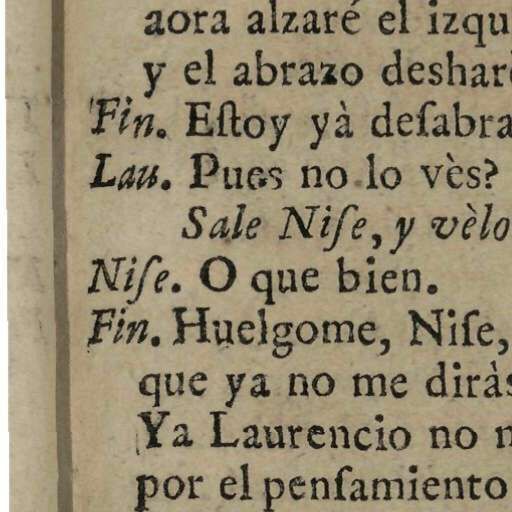 aora alzaré el izqu
y el abrazo desharè
Fin. Eſtoy yà deſabra
Lau. Pues no lo vès?
Sale Niſe, y vèlo
Niſe. O que bien.
Fin. Huelgome, Niſe,
que ya no me diràs
Ya Laurencio no
por el penſamiento